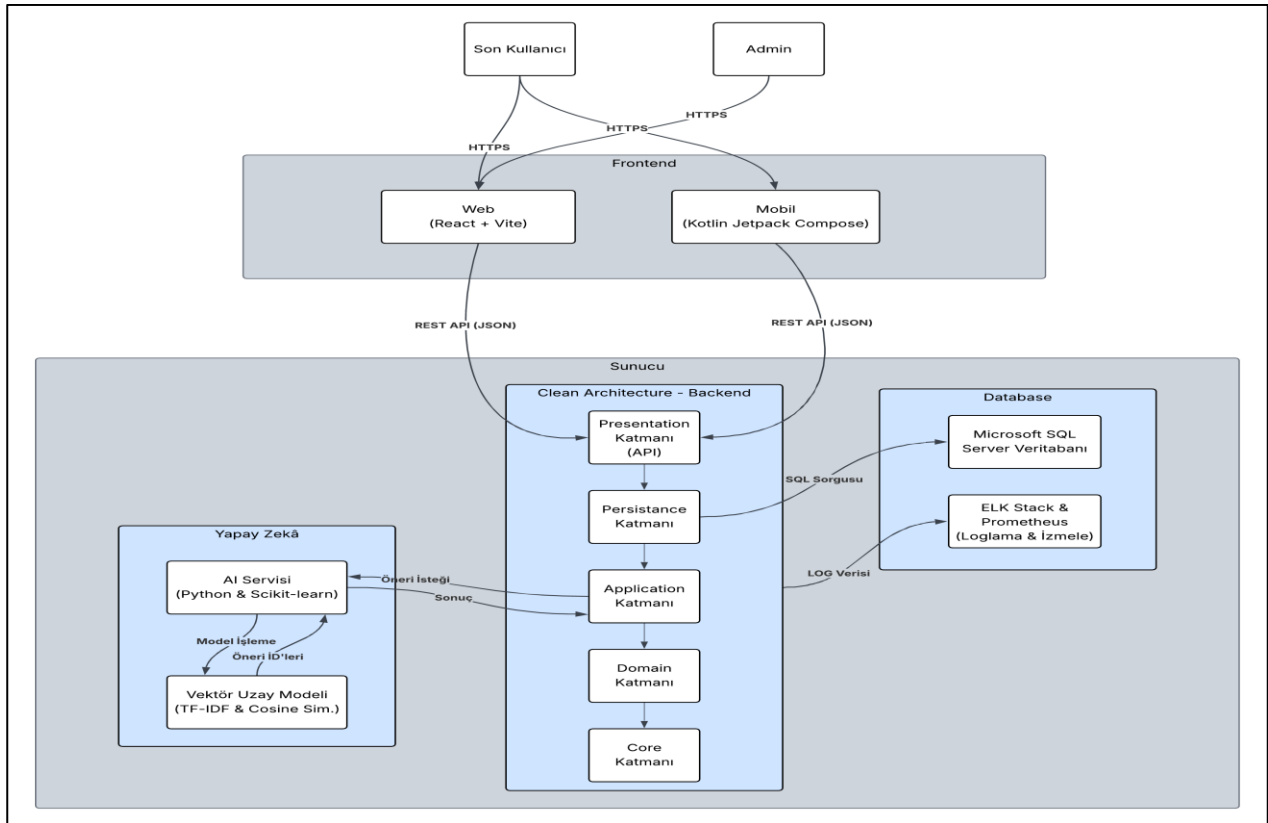 Son Kullanıcı
Admin
HTTPS
HTTPS
HTTPS
Frontend
Web
(React + Vite)
Mobil
(Kotlin Jetpack Compose)
REST API (JSON)
REST API (JSON)
Sunucu
Clean Architecture - Backend
Presentation
Katmanı
(API)
Persistance
Katmanı
Application
Katmanı
Domain
Katmanı
Core
Katmanı
Database
Microsoft SQL
Server Veritabanı
SQL Sorgusu
ELK Stack &
Prometheus
(Loglama & İzmele)
LOG Verisi
Yapay Zekâ
AI Servisi
(Python & Scikit-learn)
Öneri İsteği
Sonuç
Model İşleme
Öneri İD'leri
Vektör Uzay Modeli
(TF-IDF & Cosine Sim.)